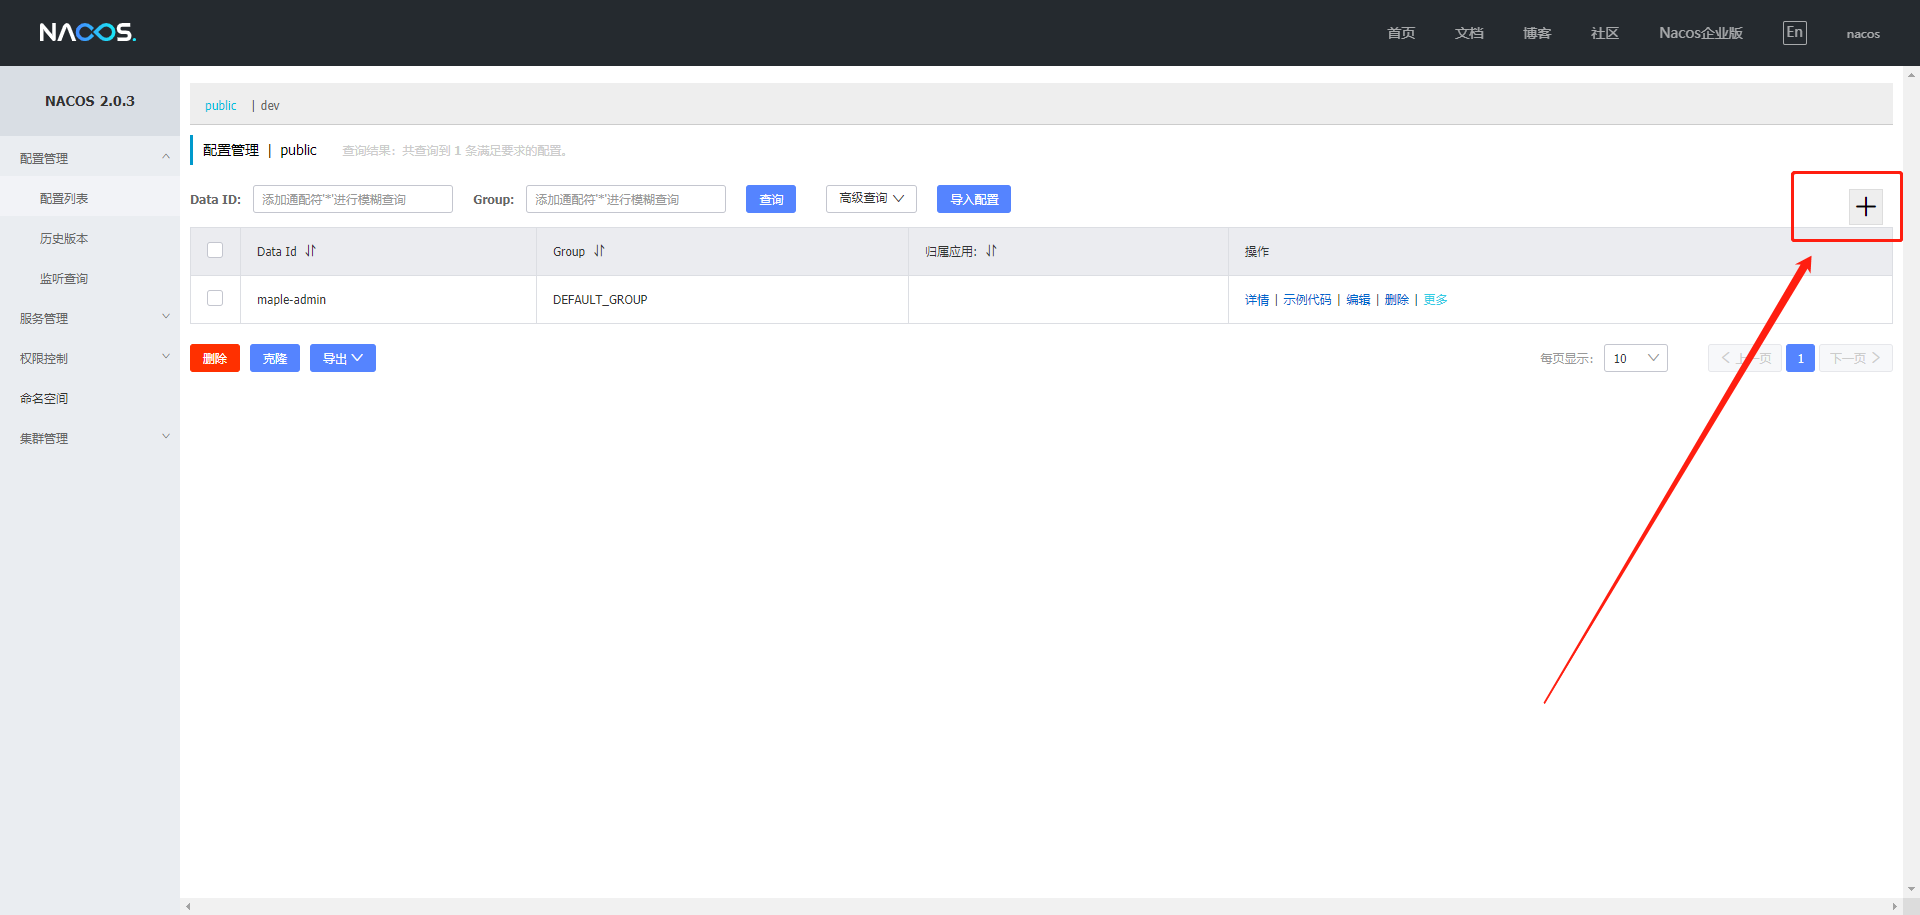 NACOS.
首页 文档 博客 社区 Nacos企业版 En nacos
NACOS 2.0.3
配置管理
配置列表
历史版本
监听查询
服务管理
权限控制
命名空间
集群管理
public | dev
配置管理 | public 查询结果：共查询到 1 条满足要求的配置。
Data ID: 添加通配符'*'进行模糊查询 Group: 添加通配符'*'进行模糊查询 查询 高级查询 导入配置
Data Id Group 归属应用: 操作
maple-admin DEFAULT_GROUP 详情 | 示例代码 | 编辑 | 删除 | 更多
删除 克隆 导出 每页显示: 10 上一页 1 下一页